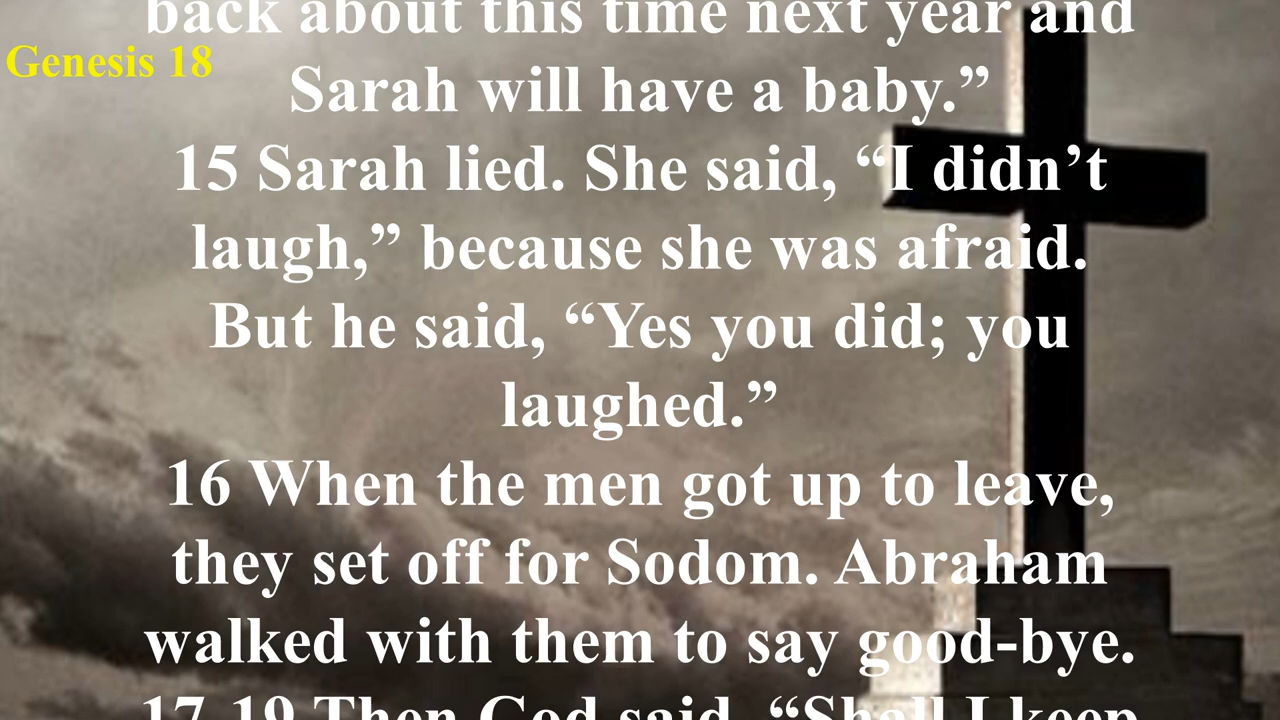 back about this time next year and
Genesis 18
Sarah will have a baby.”
15 Sarah lied. She said, “I didn’t
laugh,” because she was afraid.
But he said, “Yes you did; you
laughed.”
16 When the men got up to leave,
they set off for Sodom. Abraham
walked with them to say good-bye.
17-19 Then God said, “Shall I keep